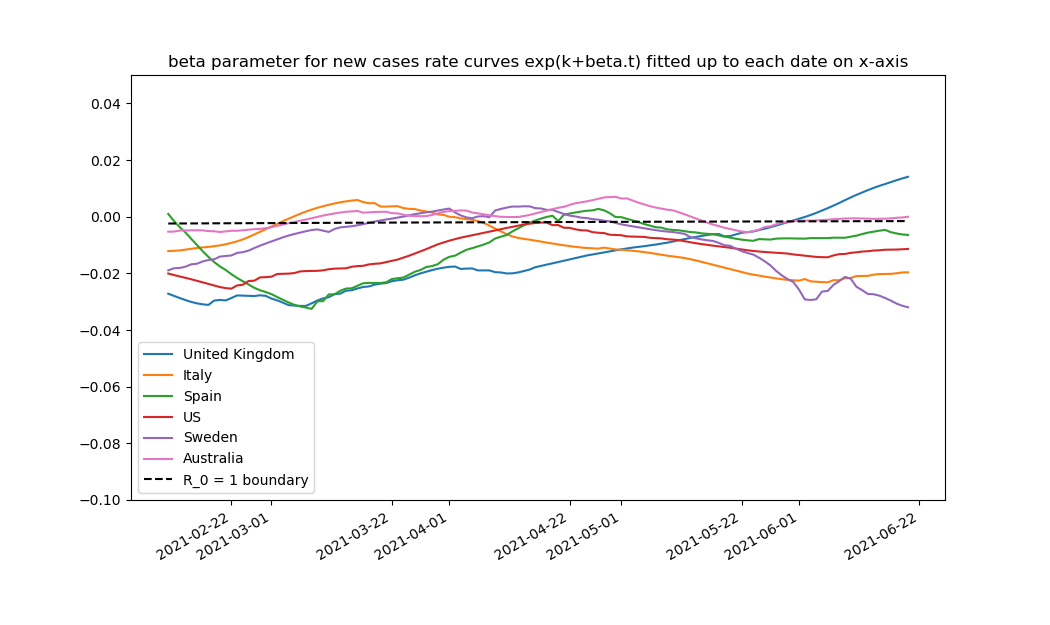 beta parameter for new cases rate curves exp(k+beta.t) fitted up to each date on x-axis
0.04
0.02
0.00
−0.02
−0.04
−0.06
−0.08
−0.10
United Kingdom
Italy
Spain
US
Sweden
Australia
R_0 = 1 boundary
2021-02-22
2021-03-01
2021-03-22
2021-04-01
2021-04-22
2021-05-01
2021-05-22
2021-06-01
2021-06-22